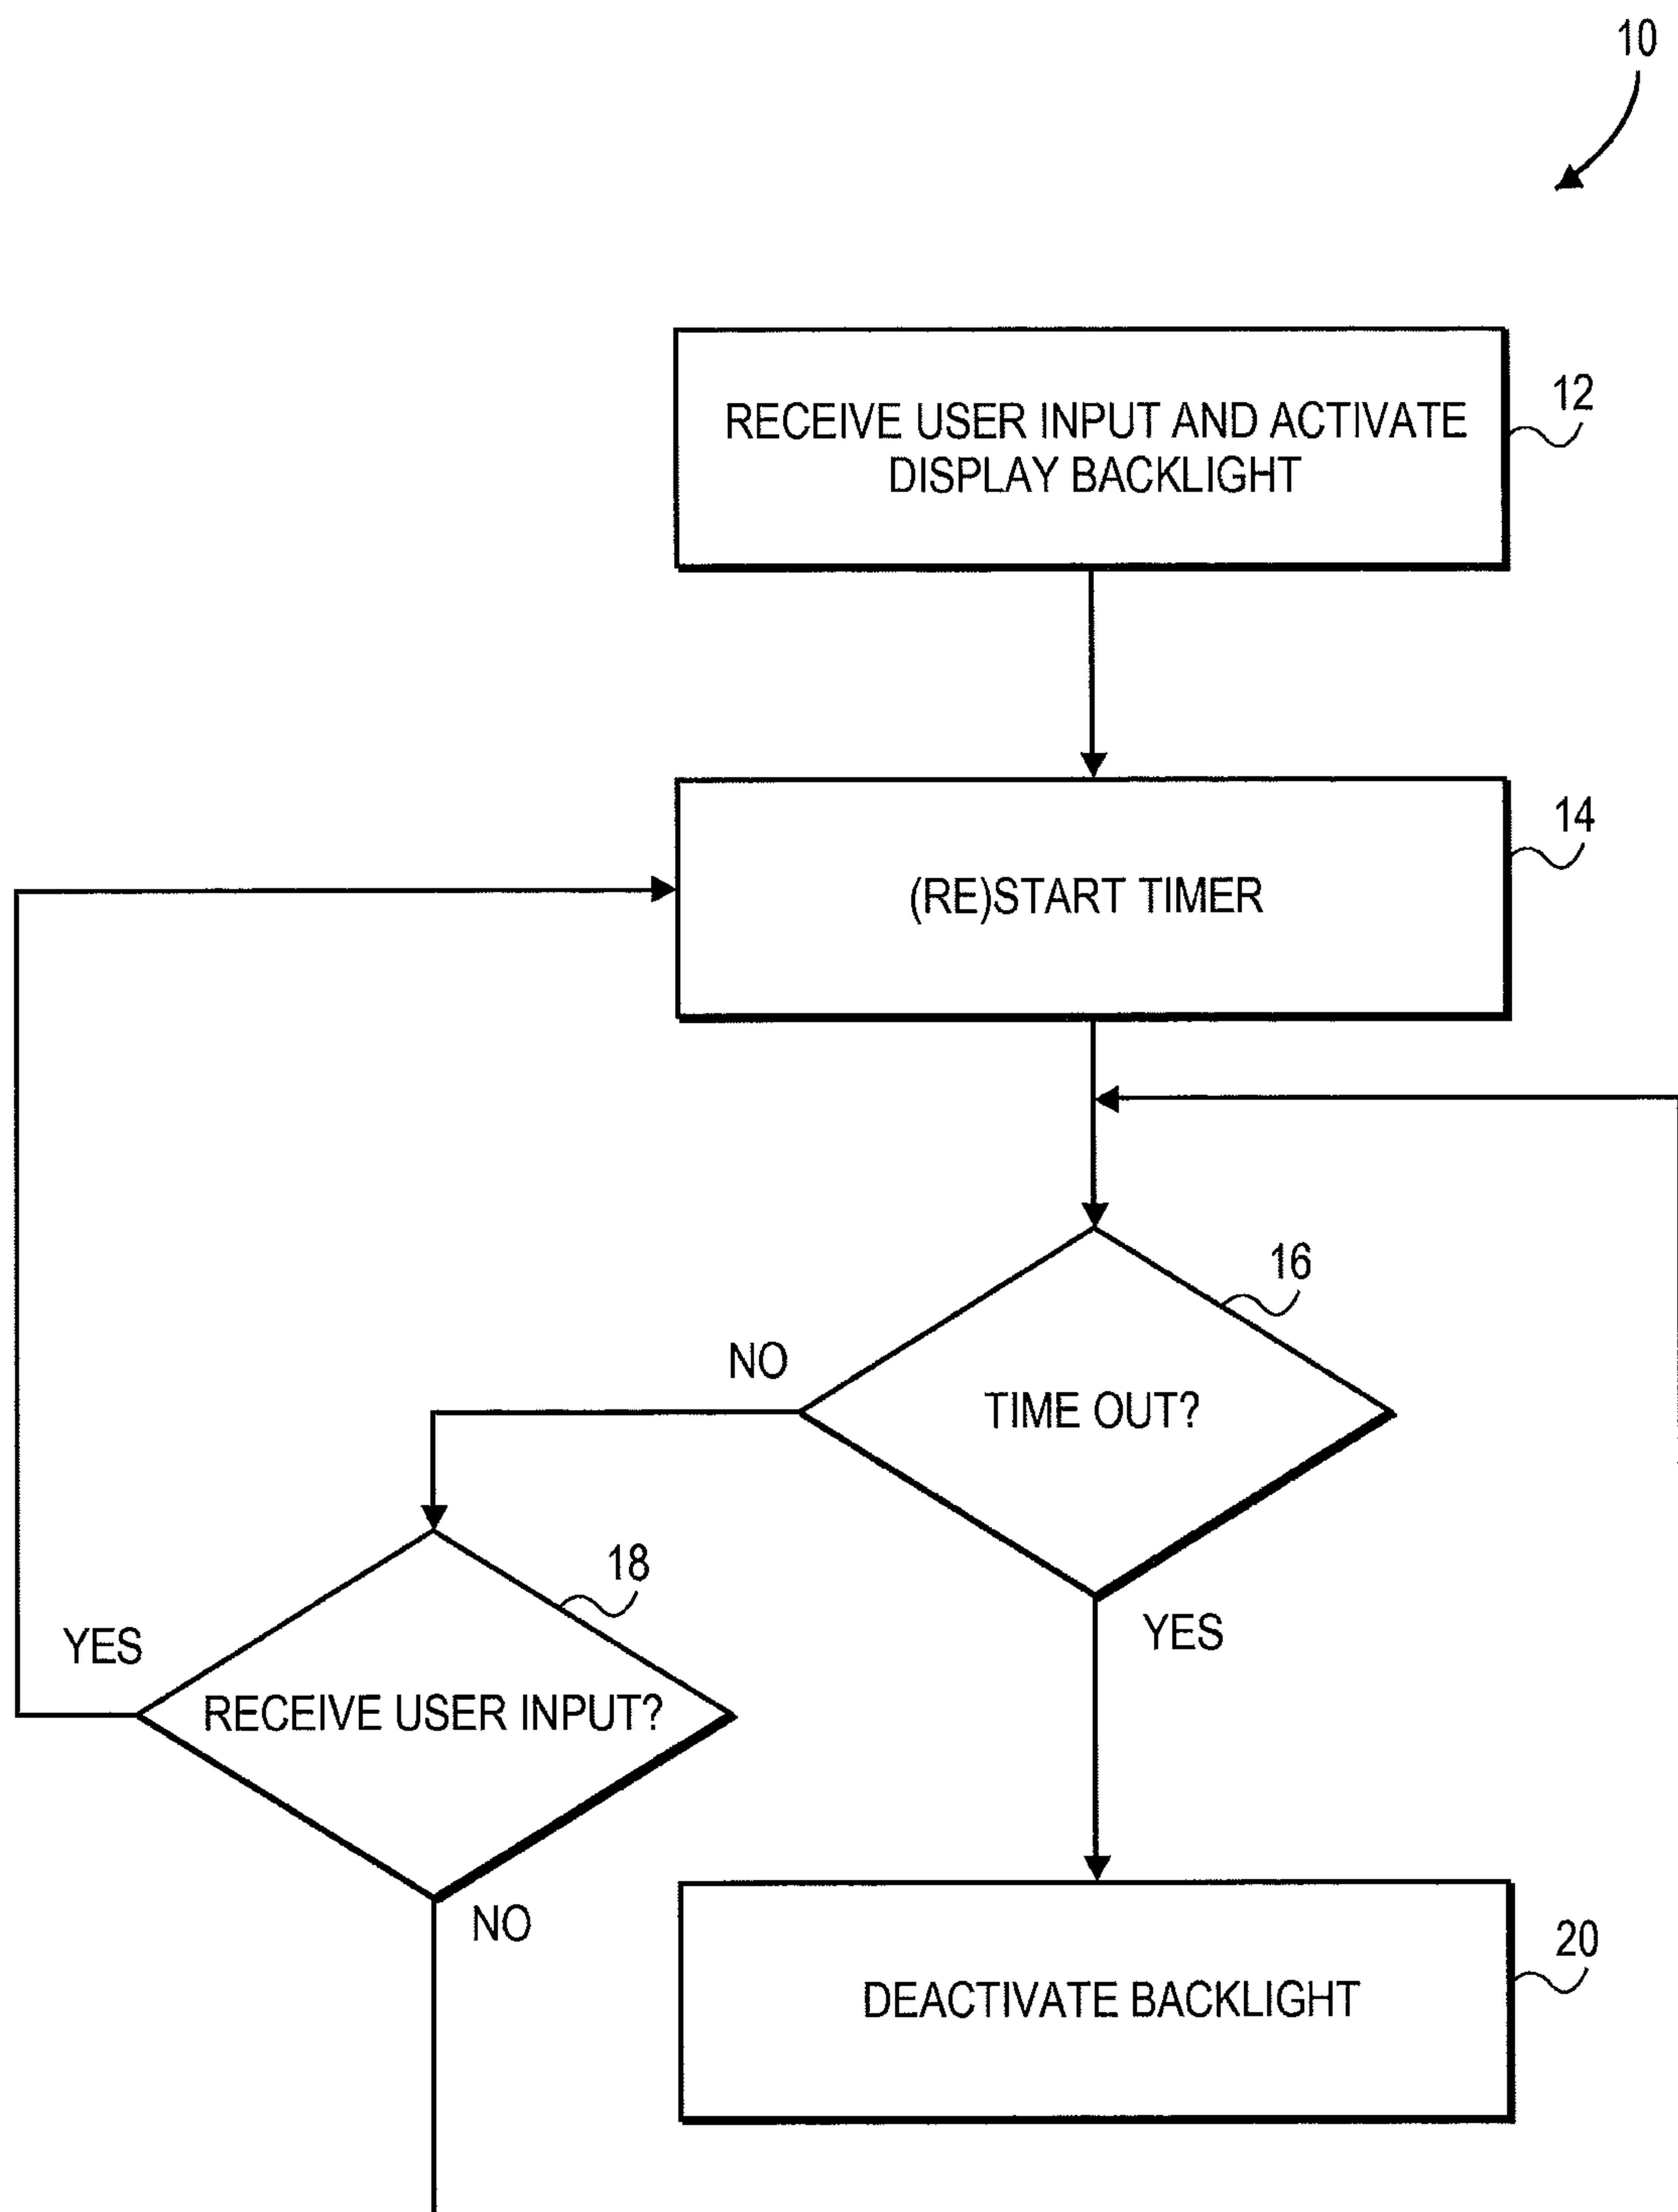 10
RECEIVE USER INPUT AND ACTIVATE
DISPLAY BACKLIGHT
12
(RE)START TIMER
14
TIME OUT?
16
NO
YES
RECEIVE USER INPUT?
18
YES
NO
DEACTIVATE BACKLIGHT
20